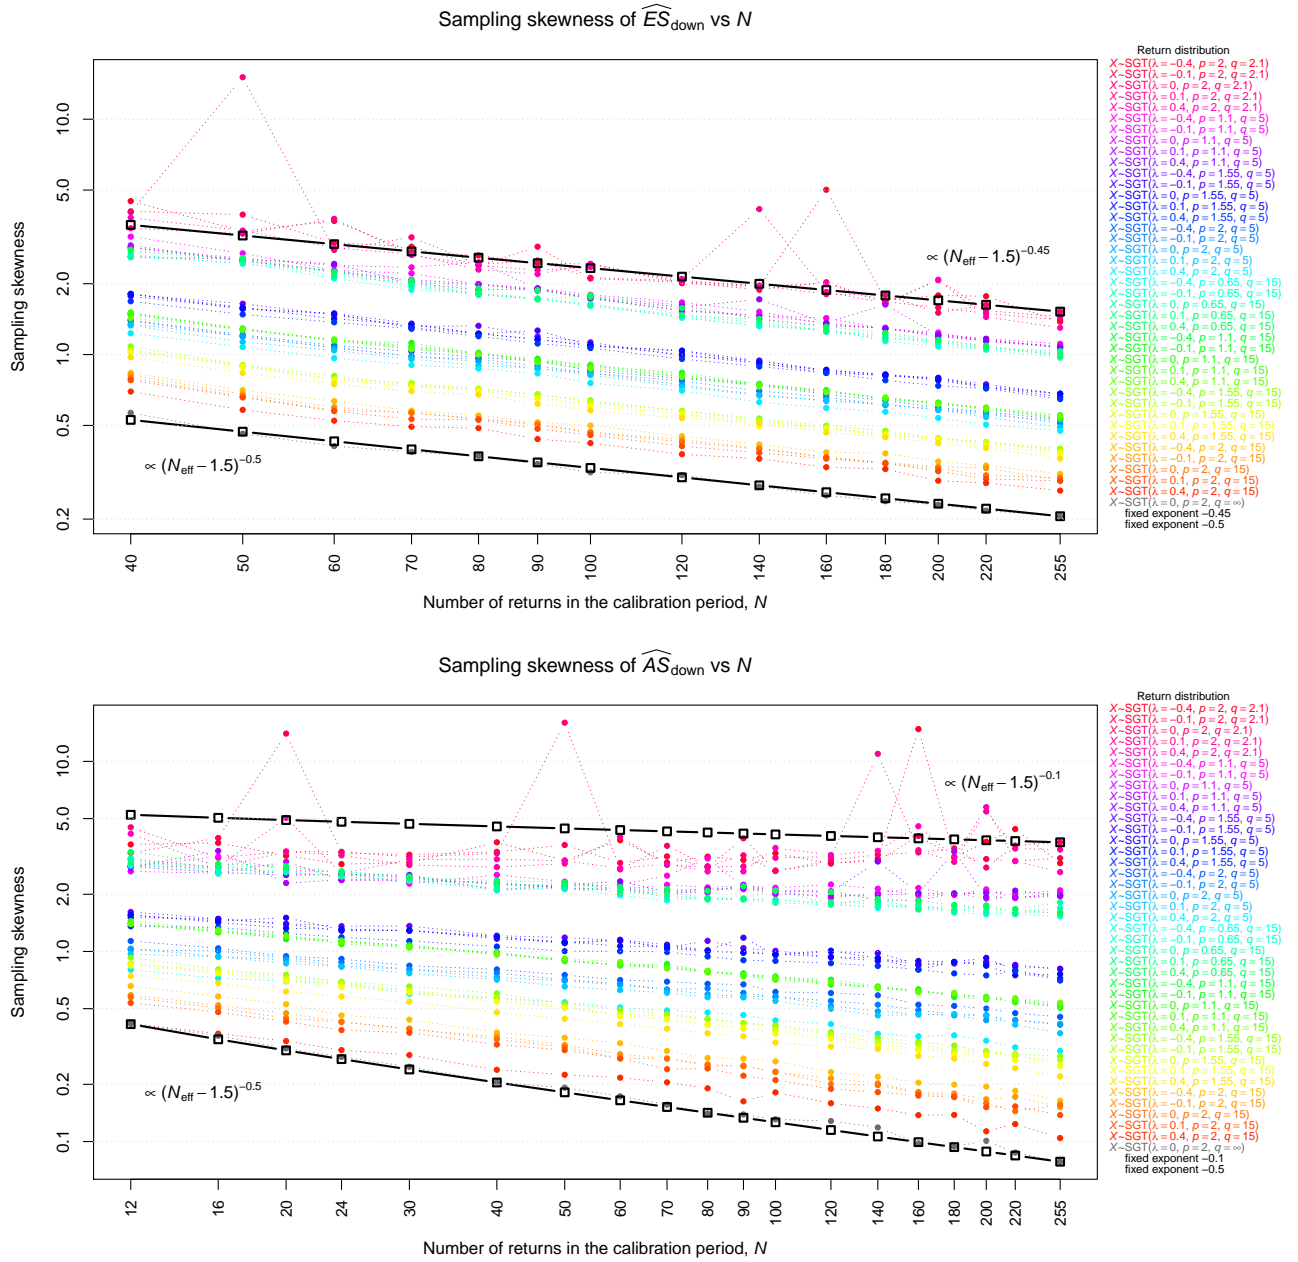 Sampling skewness of ES down vs N
Return distribution
X~SGT(λ = −0.4, p = 2, q = 2.1)
X~SGT(λ = −0.1, p = 2, q = 2.1)
X~SGT(λ = 0, p = 2, q = 2.1)
X~SGT(λ = 0.1, p = 2, q = 2.1)
X~SGT(λ = 0.4, p = 2, q = 2.1)
X~SGT(λ = −0.4, p = 1.1, q = 5)
X~SGT(λ = −0.1, p = 1.1, q = 5)
X~SGT(λ = 0, p = 1.1, q = 5)
X~SGT(λ = 0.1, p = 1.1, q = 5)
X~SGT(λ = 0.4, p = 1.1, q = 5)
X~SGT(λ = −0.4, p = 1.55, q = 5)
X~SGT(λ = −0.1, p = 1.55, q = 5)
X~SGT(λ = 0, p = 1.55, q = 5)
X~SGT(λ = 0.1, p = 1.55, q = 5)
X~SGT(λ = 0.4, p = 1.55, q = 5)
X~SGT(λ = −0.4, p = 2, q = 5)
X~SGT(λ = −0.1, p = 2, q = 5)
X~SGT(λ = 0, p = 2, q = 5)
X~SGT(λ = 0.1, p = 2, q = 5)
X~SGT(λ = 0.4, p = 2, q = 5)
X~SGT(λ = −0.4, p = 0.65, q = 15)
X~SGT(λ = −0.1, p = 0.65, q = 15)
X~SGT(λ = 0, p = 0.65, q = 15)
X~SGT(λ = 0.1, p = 0.65, q = 15)
X~SGT(λ = 0.4, p = 0.65, q = 15)
X~SGT(λ = −0.4, p = 1.1, q = 15)
X~SGT(λ = −0.1, p = 1.1, q = 15)
X~SGT(λ = 0, p = 1.1, q = 15)
X~SGT(λ = 0.1, p = 1.1, q = 15)
X~SGT(λ = 0.4, p = 1.1, q = 15)
X~SGT(λ = −0.4, p = 1.55, q = 15)
X~SGT(λ = −0.1, p = 1.55, q = 15)
X~SGT(λ = 0, p = 1.55, q = 15)
X~SGT(λ = 0.1, p = 1.55, q = 15)
X~SGT(λ = 0.4, p = 1.55, q = 15)
X~SGT(λ = −0.4, p = 2, q = 15)
X~SGT(λ = −0.1, p = 2, q = 15)
X~SGT(λ = 0, p = 2, q = 15)
X~SGT(λ = 0.1, p = 2, q = 15)
X~SGT(λ = 0.4, p = 2, q = 15)
X~SGT(λ = 0, p = 2, q = ∞)
fixed exponent −0.45
fixed exponent −0.5
Sampling skewness
10.0
5.0
2.0
1.0
0.5
0.2
∝ (Neff − 1.5)^−0.45
∝ (Neff − 1.5)^−0.5
40 50 60 70 80 90 100 120 140 160 180 200 220 255
Number of returns in the calibration period, N
Sampling skewness of AS down vs N
Return distribution
X~SGT(λ = −0.4, p = 2, q = 2.1)
X~SGT(λ = −0.1, p = 2, q = 2.1)
X~SGT(λ = 0, p = 2, q = 2.1)
X~SGT(λ = 0.1, p = 2, q = 2.1)
X~SGT(λ = 0.4, p = 2, q = 2.1)
X~SGT(λ = −0.4, p = 1.1, q = 5)
X~SGT(λ = −0.1, p = 1.1, q = 5)
X~SGT(λ = 0, p = 1.1, q = 5)
X~SGT(λ = 0.1, p = 1.1, q = 5)
X~SGT(λ = 0.4, p = 1.1, q = 5)
X~SGT(λ = −0.4, p = 1.55, q = 5)
X~SGT(λ = −0.1, p = 1.55, q = 5)
X~SGT(λ = 0, p = 1.55, q = 5)
X~SGT(λ = 0.1, p = 1.55, q = 5)
X~SGT(λ = 0.4, p = 1.55, q = 5)
X~SGT(λ = −0.4, p = 2, q = 5)
X~SGT(λ = −0.1, p = 2, q = 5)
X~SGT(λ = 0, p = 2, q = 5)
X~SGT(λ = 0.1, p = 2, q = 5)
X~SGT(λ = 0.4, p = 2, q = 5)
X~SGT(λ = −0.4, p = 0.65, q = 15)
X~SGT(λ = −0.1, p = 0.65, q = 15)
X~SGT(λ = 0, p = 0.65, q = 15)
X~SGT(λ = 0.1, p = 0.65, q = 15)
X~SGT(λ = 0.4, p = 0.65, q = 15)
X~SGT(λ = −0.4, p = 1.1, q = 15)
X~SGT(λ = −0.1, p = 1.1, q = 15)
X~SGT(λ = 0, p = 1.1, q = 15)
X~SGT(λ = 0.1, p = 1.1, q = 15)
X~SGT(λ = 0.4, p = 1.1, q = 15)
X~SGT(λ = −0.4, p = 1.55, q = 15)
X~SGT(λ = −0.1, p = 1.55, q = 15)
X~SGT(λ = 0, p = 1.55, q = 15)
X~SGT(λ = 0.1, p = 1.55, q = 15)
X~SGT(λ = 0.4, p = 1.55, q = 15)
X~SGT(λ = −0.4, p = 2, q = 15)
X~SGT(λ = −0.1, p = 2, q = 15)
X~SGT(λ = 0, p = 2, q = 15)
X~SGT(λ = 0.1, p = 2, q = 15)
X~SGT(λ = 0.4, p = 2, q = 15)
X~SGT(λ = 0, p = 2, q = ∞)
fixed exponent −0.1
fixed exponent −0.5
Sampling skewness
10.0
5.0
2.0
1.0
0.5
0.2
0.1
∝ (Neff − 1.5)^−0.1
∝ (Neff − 1.5)^−0.5
12 16 20 24 30 40 50 60 70 80 90 100 120 140 160 180 200 220 255
Number of returns in the calibration period, N